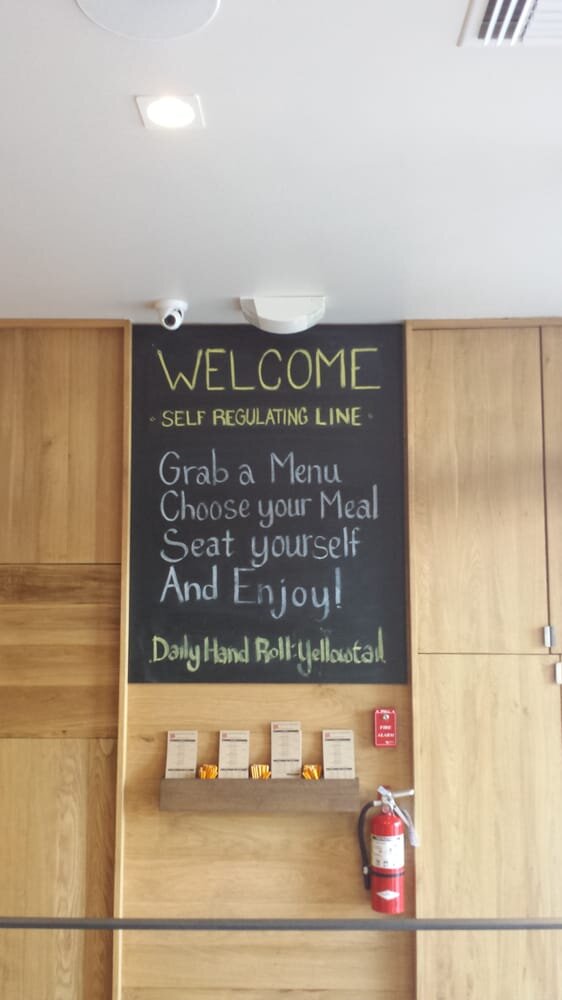 WELCOME
SELF REGULATING LINE
Grab a Menu
Choose your Meal
Seat yourself
And Enjoy!
Daily Hand Roll: Yellowtail
FIRE
ALARM